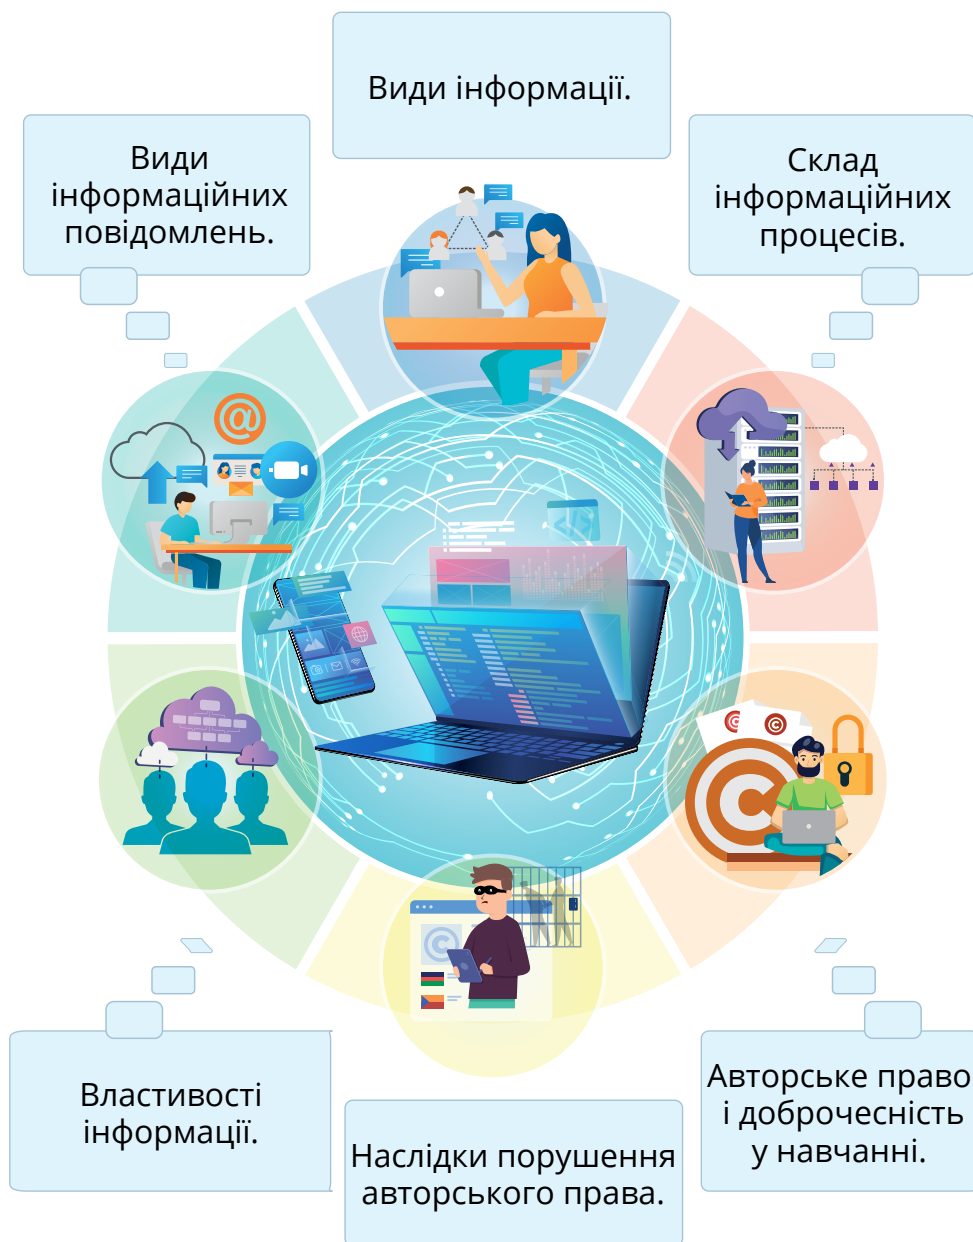 Види інформації.
Види
інформаційних
повідомлень.
Склад
інформаційних
процесів.
@
</>
©
©
©
©
Властивості
інформації.
Наслідки порушення
авторського права.
Авторське право
і доброчесність
у навчанні.